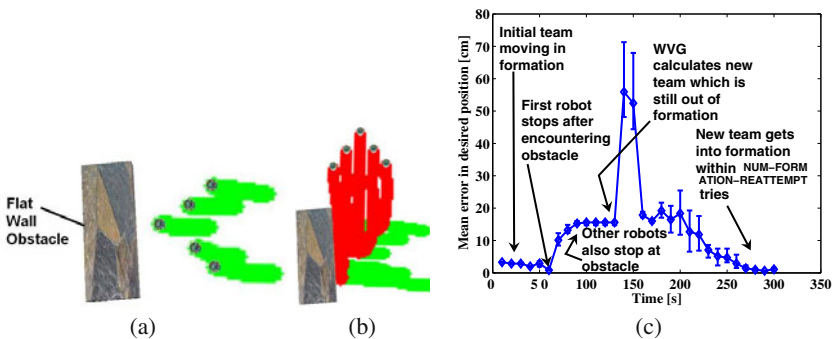 Flat
Wall
Obstacle
(a)
(b)
Mean error in desired position [cm]
80
70
60
50
40
30
20
10
0
0
50
100
150
200
250
300
350
Time [s]
Initial team
moving in
formation
First robot
stops after
encountering
obstacle
WVG
calculates new
team which is
still out of
formation
Other robots
also stop at
obstacle
New team gets
into formation
within NUM−FORM
ATION−REATTEMPT
tries
(c)